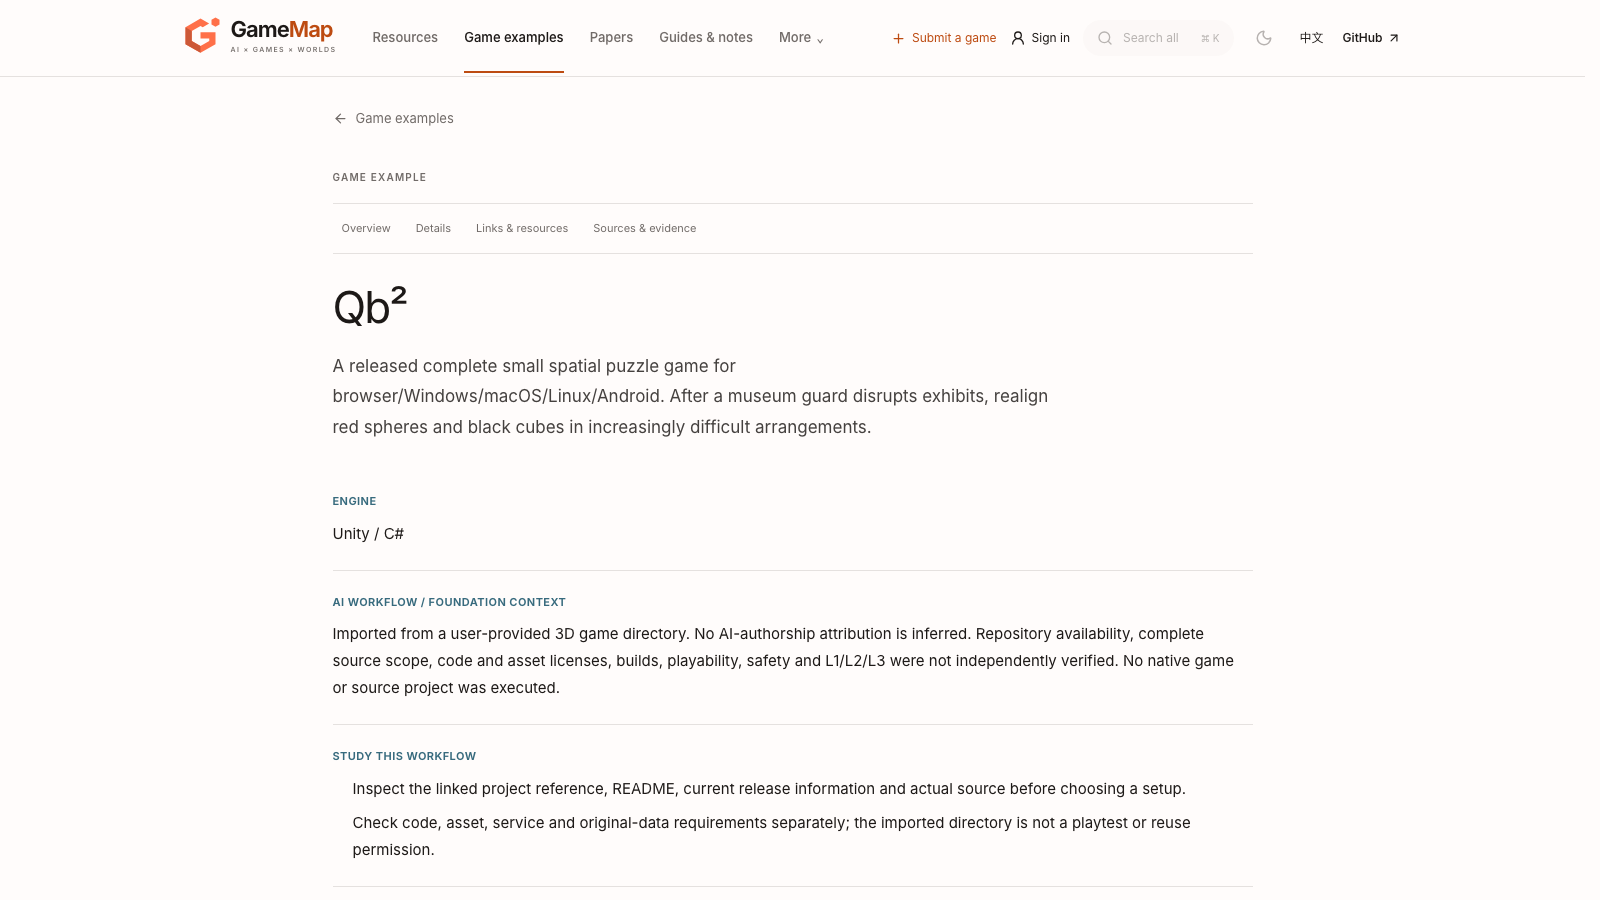 GameMap
AI × GAMES × WORLDS
Resources
Game examples
Papers
Guides & notes
More
Submit a game
Sign in
Search all
⌘ K
中文
GitHub
Game examples
GAME EXAMPLE
Overview
Details
Links & resources
Sources & evidence
Qb²
A released complete small spatial puzzle game for
browser/Windows/macOS/Linux/Android. After a museum guard disrupts exhibits, realign
red spheres and black cubes in increasingly difficult arrangements.
ENGINE
Unity / C#
AI WORKFLOW / FOUNDATION CONTEXT
Imported from a user-provided 3D game directory. No AI-authorship attribution is inferred. Repository availability, complete
source scope, code and asset licenses, builds, playability, safety and L1/L2/L3 were not independently verified. No native game
or source project was executed.
STUDY THIS WORKFLOW
Inspect the linked project reference, README, current release information and actual source before choosing a setup.
Check code, asset, service and original-data requirements separately; the imported directory is not a playtest or reuse
permission.